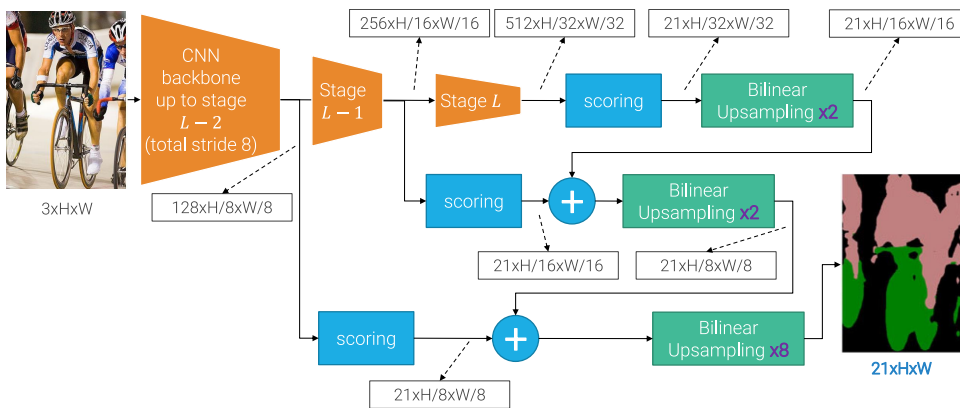 256xH/16xW/16
512xH/32xW/32
21xH/32xW/32
21xH/16xW/16
CNN
backbone
up to stage
L−2
(total stride 8)
Stage
L−1
Stage L
scoring
Bilinear
Upsampling x2
3xHxW
128xH/8xW/8
scoring
+
Bilinear
Upsampling x2
21xH/16xW/16
21xH/8xW/8
scoring
+
Bilinear
Upsampling x8
21xHxW
21xH/8xW/8